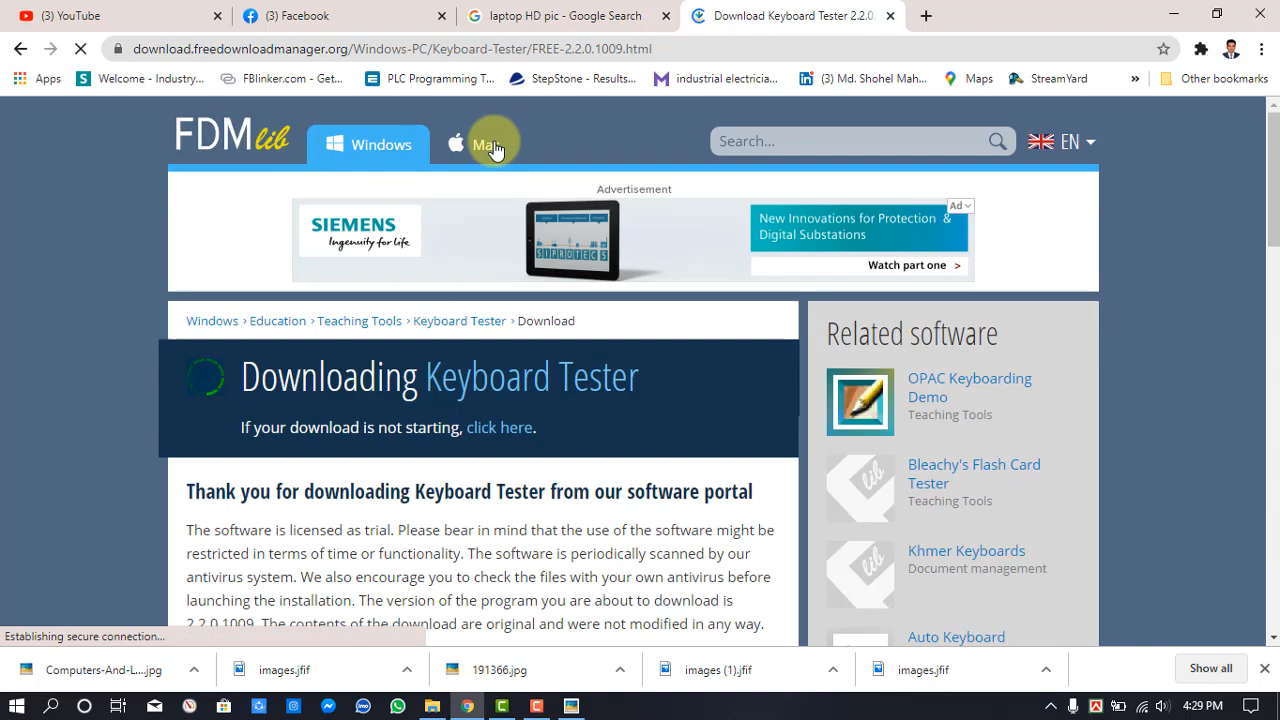 (3) YouTube
(3) Facebook
laptop HD pic - Google Search
Download Keyboard Tester 2.2.0.
download.freedownloadmanager.org/Windows-PC/Keyboard-Tester/FREE-2.2.0.1009.html
Apps
Welcome - Industry...
FBlinker.com - Get...
PLC Programming T...
StepStone - Results...
industrial electricia...
(3) Md. Shohel Mah...
Maps
StreamYard
»
Other bookmarks
FDMlib
Windows
Search...
EN
Advertisement
SIEMENS
Ingenuity for life
SIPROTEC5
New Innovations for Protection &
Digital Substations
Ad
Watch part one >
Windows › Education › Teaching Tools › Keyboard Tester › Download
Downloading Keyboard Tester
If your download is not starting, click here.
Thank you for downloading Keyboard Tester from our software portal
The software is licensed as trial. Please bear in mind that the use of the software might be
restricted in terms of time or functionality. The software is periodically scanned by our
antivirus system. We also encourage you to check the files with your own antivirus before
launching the installation. The version of the program you are about to download is
2.2.0.1009. The contents of the download are original and were not modified in any way.
Related software
OPAC Keyboarding
Demo
Teaching Tools
Bleachy's Flash Card
Tester
Teaching Tools
Khmer Keyboards
Document management
Auto Keyboard
Establishing secure connection...
Computers-And-L....jpg
images.jfif
191366.jpg
images (1).jfif
images.jfif
Show all
4:29 PM